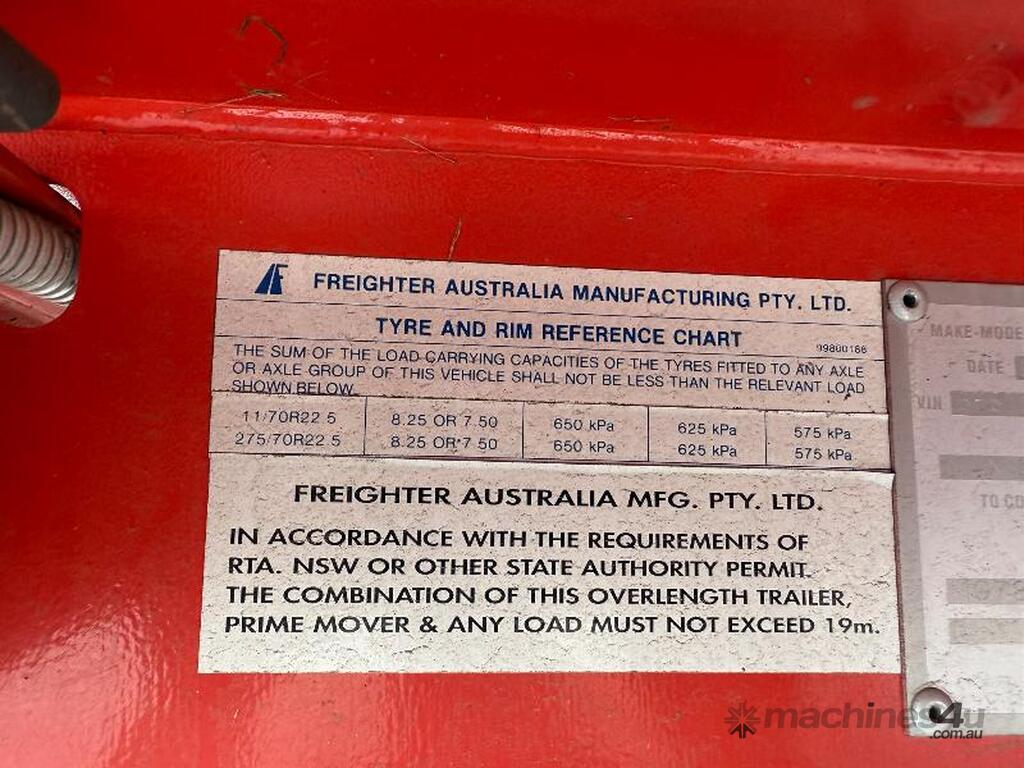 FREIGHTER AUSTRALIA MANUFACTURING PTY. LTD.
TYRE AND RIM REFERENCE CHART
99800186
THE SUM OF THE LOAD CARRYING CAPACITIES OF THE TYRES FITTED TO ANY AXLE
OR AXLE GROUP OF THIS VEHICLE SHALL NOT BE LESS THAN THE RELEVANT LOAD
SHOWN BELOW.
11/70R22.5 8.25 OR 7.50 650 kPa 625 kPa 575 kPa
275/70R22.5 8.25 OR 7.50 650 kPa 625 kPa 575 kPa
FREIGHTER AUSTRALIA MFG. PTY. LTD.
IN ACCORDANCE WITH THE REQUIREMENTS OF
RTA. NSW OR OTHER STATE AUTHORITY PERMIT.
THE COMBINATION OF THIS OVERLENGTH TRAILER,
PRIME MOVER & ANY LOAD MUST NOT EXCEED 19m.
MAKE-MODE
DATE
VIN
TO CO
machines4u
.com.au